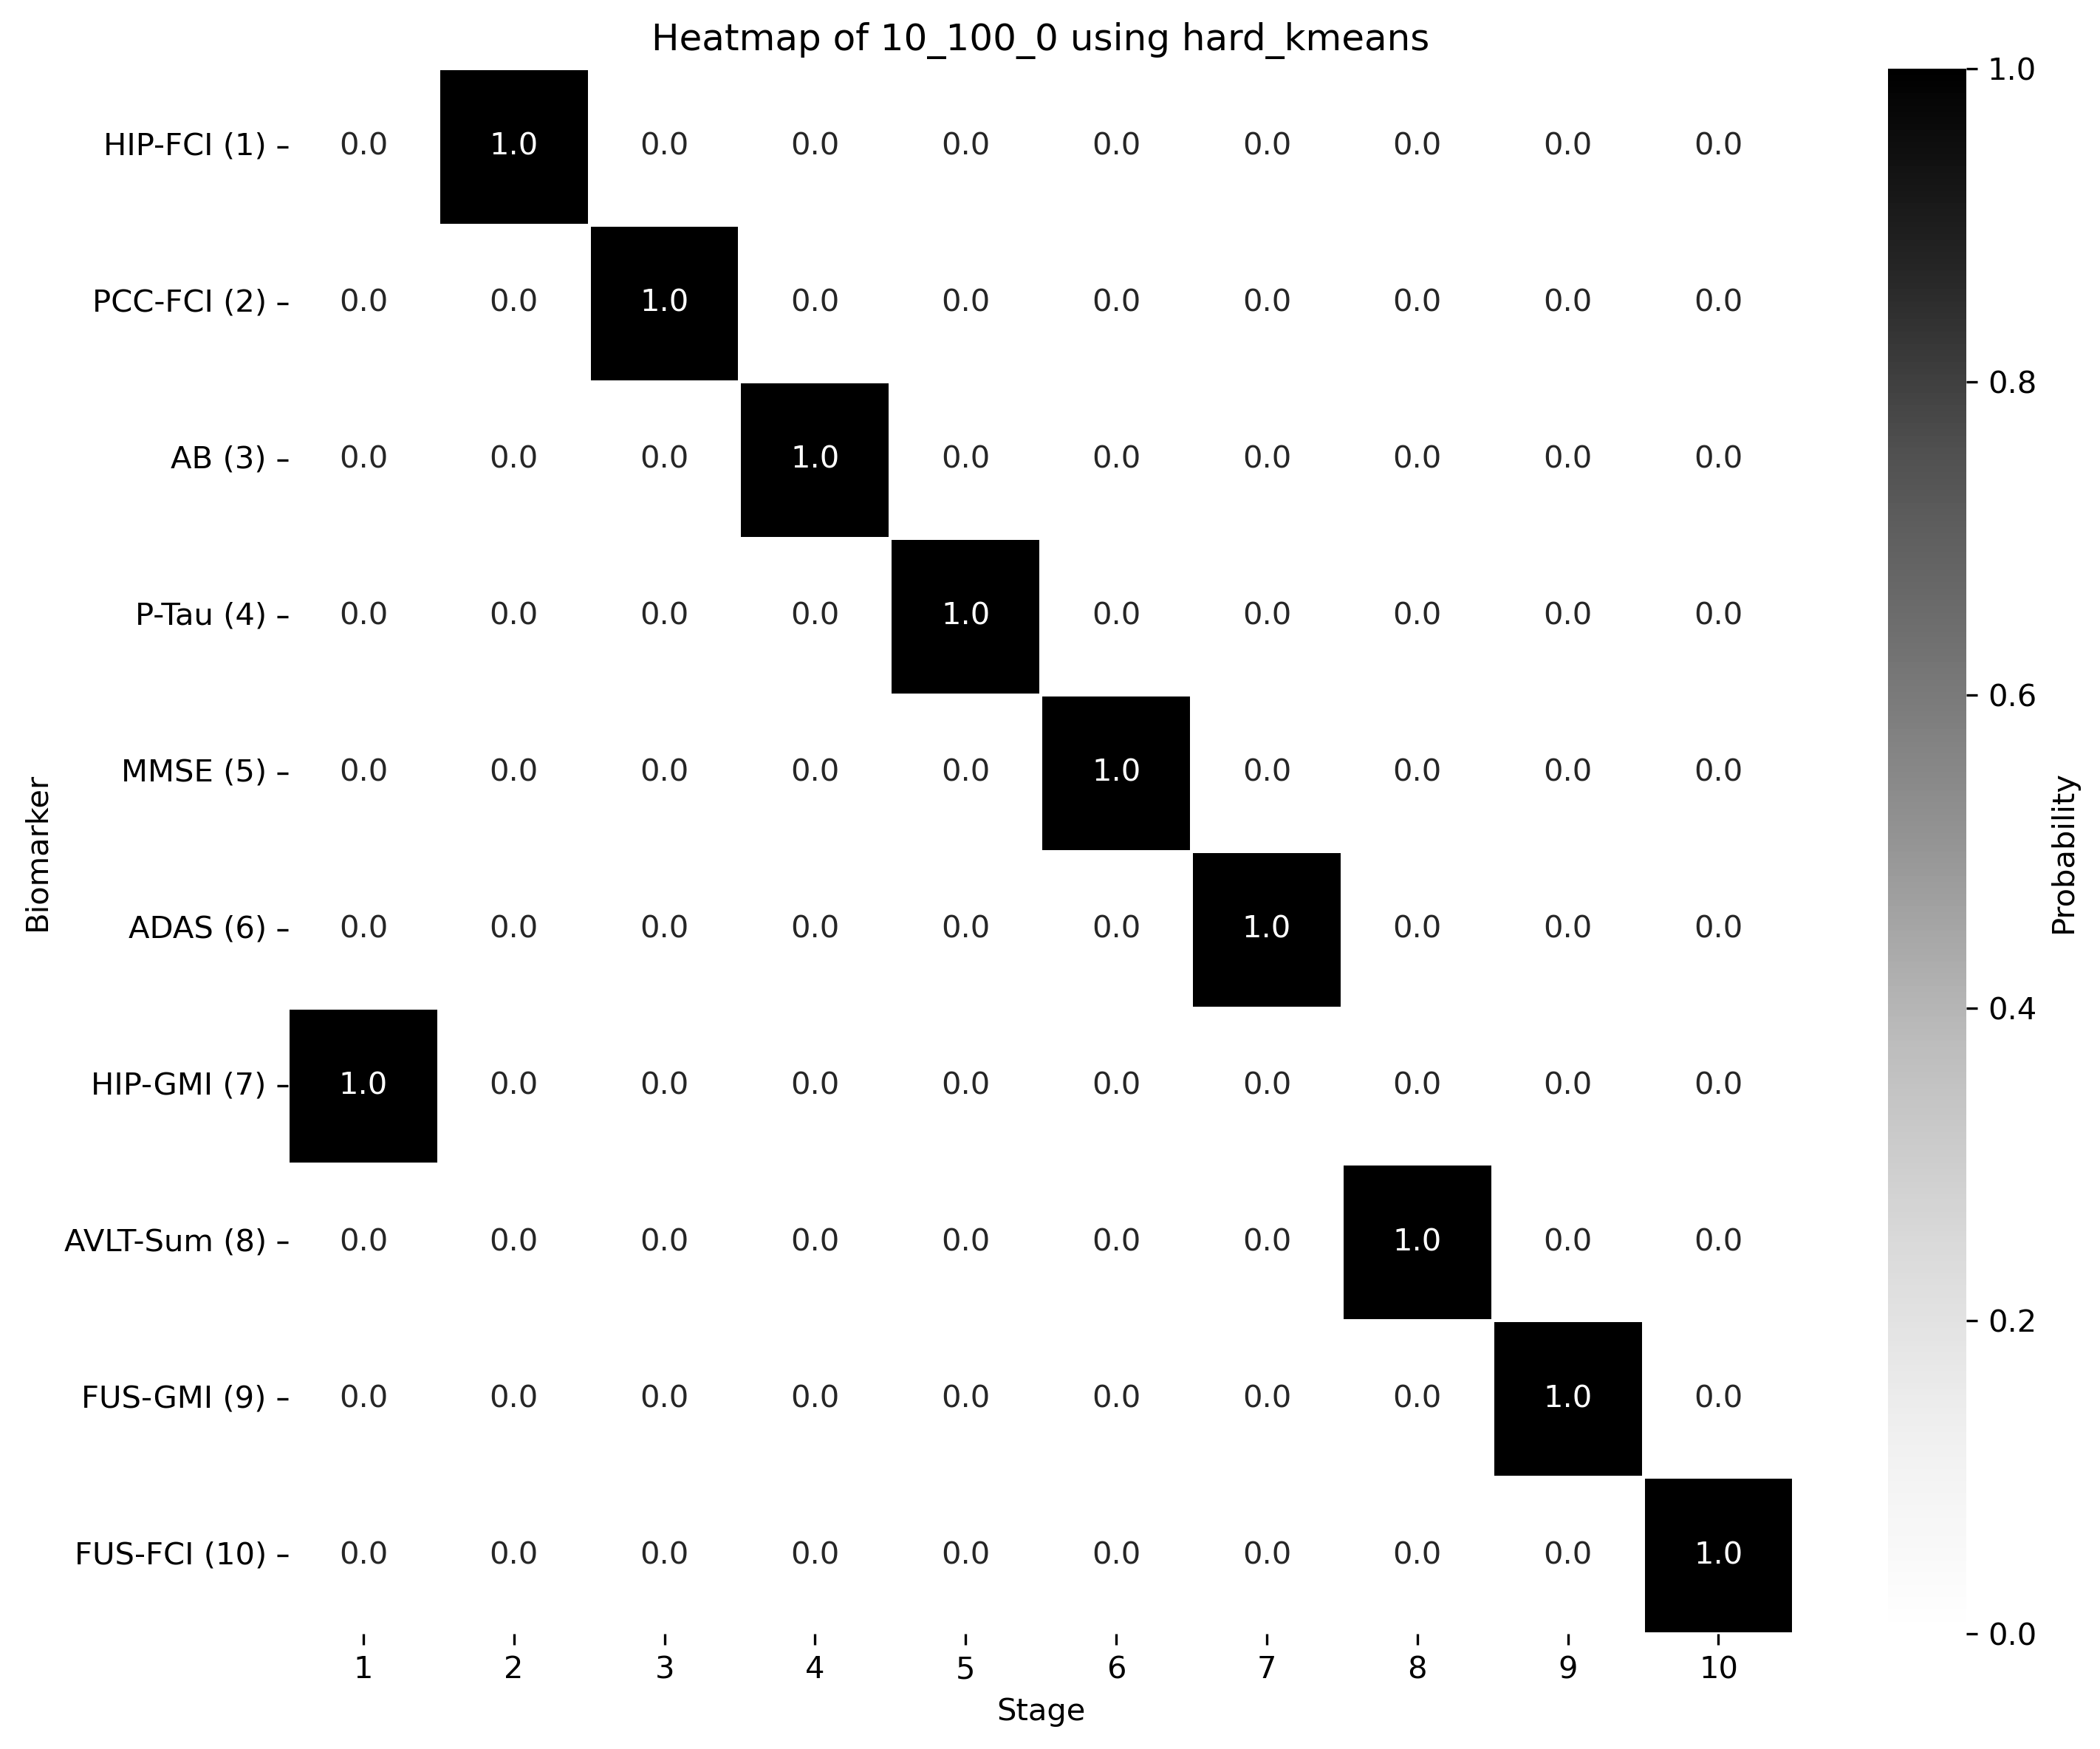 Heatmap of 10_100_0 using hard_kmeans
HIP-FCI (1) 0.0 1.0 0.0 0.0 0.0 0.0 0.0 0.0 0.0 0.0
PCC-FCI (2) 0.0 0.0 1.0 0.0 0.0 0.0 0.0 0.0 0.0 0.0
AB (3) 0.0 0.0 0.0 1.0 0.0 0.0 0.0 0.0 0.0 0.0
P-Tau (4) 0.0 0.0 0.0 0.0 1.0 0.0 0.0 0.0 0.0 0.0
MMSE (5) 0.0 0.0 0.0 0.0 0.0 1.0 0.0 0.0 0.0 0.0
ADAS (6) 0.0 0.0 0.0 0.0 0.0 0.0 1.0 0.0 0.0 0.0
HIP-GMI (7) 1.0 0.0 0.0 0.0 0.0 0.0 0.0 0.0 0.0 0.0
AVLT-Sum (8) 0.0 0.0 0.0 0.0 0.0 0.0 0.0 1.0 0.0 0.0
FUS-GMI (9) 0.0 0.0 0.0 0.0 0.0 0.0 0.0 0.0 1.0 0.0
FUS-FCI (10) 0.0 0.0 0.0 0.0 0.0 0.0 0.0 0.0 0.0 1.0
1 2 3 4 5 6 7 8 9 10
Stage
Biomarker
1.0
0.8
0.6
0.4
0.2
0.0
Probability